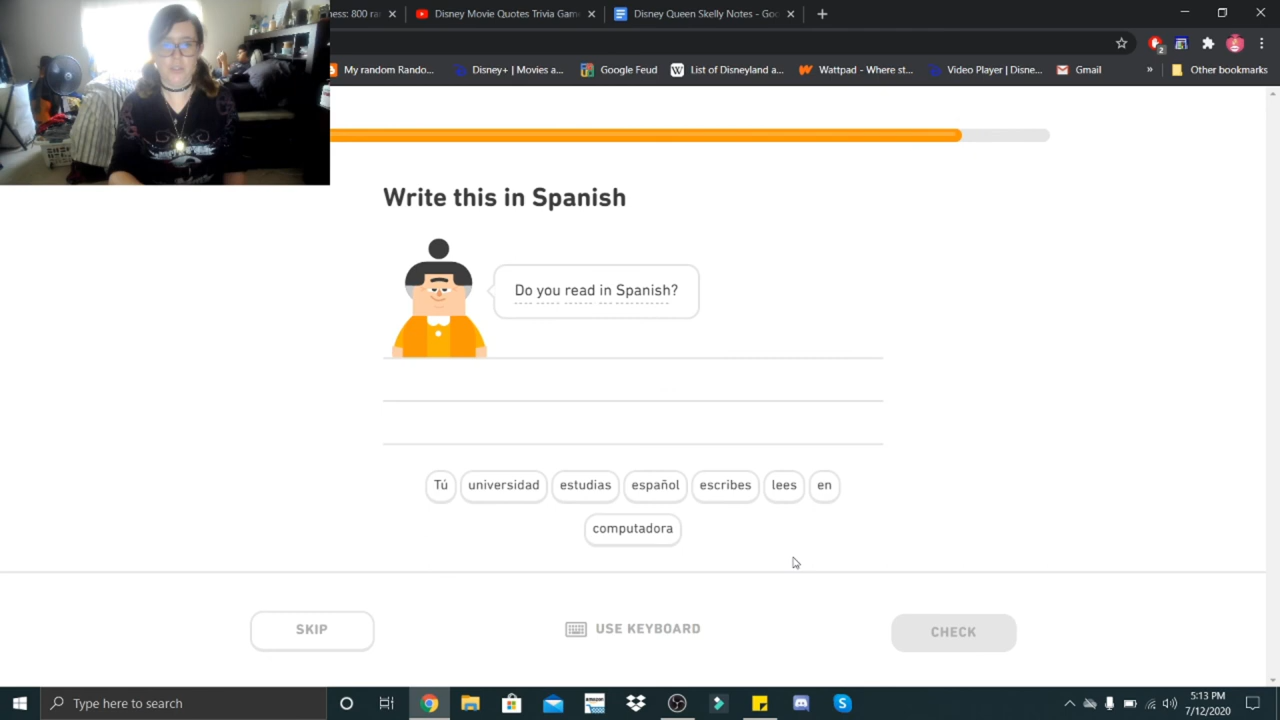 ness: 800 ra
Disney Movie Quotes Trivia Gam
Disney Queen Skelly Notes - Goo
2
My random Rando...
Disney+ | Movies a...
Google Feud
W List of Disneyland a...
Wattpad - Where st...
Video Player | Disne...
Gmail
»
Other bookmarks
Write this in Spanish
Do you read in Spanish?
Tú universidad estudias español escribes lees en
computadora
SKIP
USE KEYBOARD
CHECK
Type here to search
5:13 PM
7/12/2020